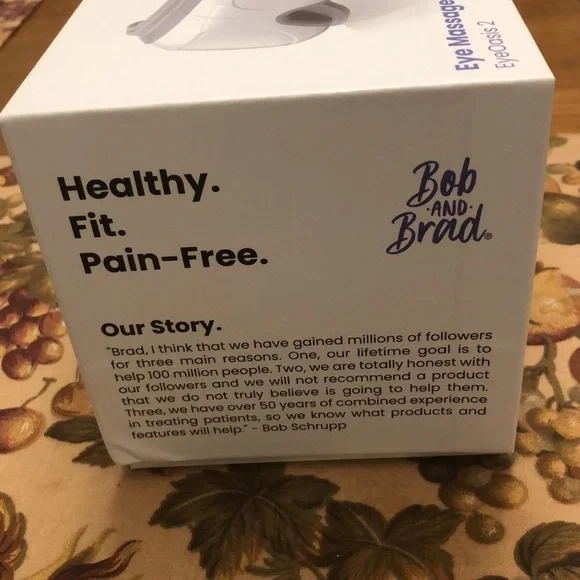 Eye Massage
EyeOasis 2
Healthy.
Fit.
Pain-Free.
Bob
·AND·
Brad®
Our Story.
"Brad, I think that we have gained millions of followers
for three main reasons. One, our lifetime goal is to
help 100 million people. Two, we are totally honest with
our followers and we will not recommend a product
that we do not truly believe is going to help them.
Three, we have over 50 years of combined experience
in treating patients, so we know what products and
features will help." - Bob Schrupp